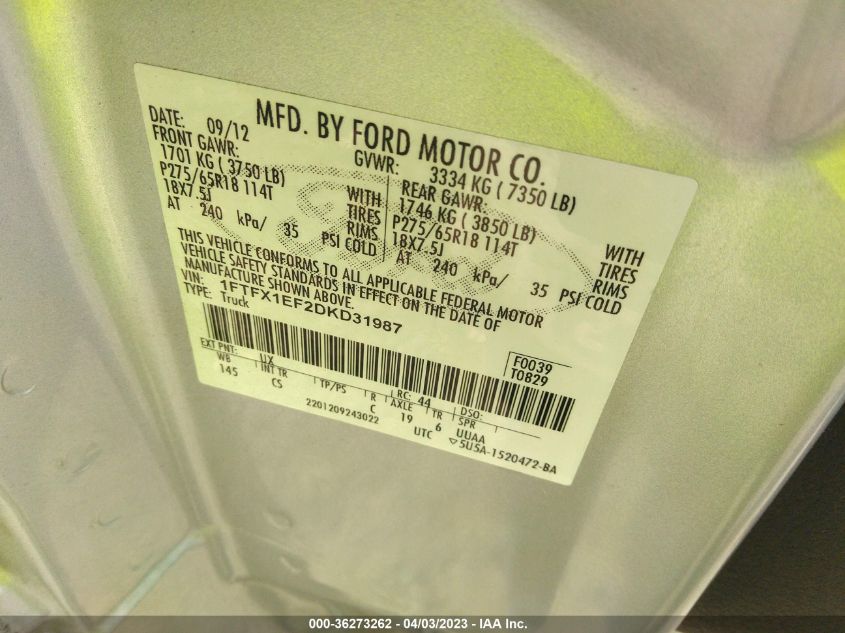 MFD. BY FORD MOTOR CO.
DATE: 09/12 GVWR: 3334 KG ( 7350 LB)
FRONT GAWR: REAR GAWR:
1701 KG ( 3750 LB) WITH 1746 KG ( 3850 LB) WITH
P275/65R18 114T TIRES P275/65R18 114T TIRES
18X7.5J RIMS 18X7.5J RIMS
AT 240 kPa/ 35 PSI COLD AT 240 kPa/ 35 PSI COLD
THIS VEHICLE CONFORMS TO ALL APPLICABLE FEDERAL MOTOR
VEHICLE SAFETY STANDARDS IN EFFECT ON THE DATE OF
MANUFACTURE SHOWN ABOVE.
VIN: 1FTFX1EF2DKD31987
TYPE: Truck
F0039
T0829
EXT PNT: UX RC: 44 DSO:
WB INT TR TP/PS R AXLE TR SPR
145 CS C 19 6 UUAA
2201209243022 UTC ▽5U5A-1520472-BA
000-36273262 - 04/03/2023 - IAA Inc.